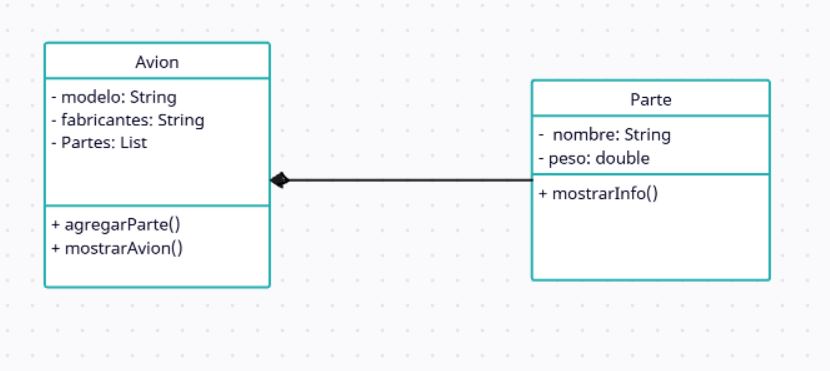 Avion
- modelo: String
- fabricantes: String
- Partes: List
+ agregarParte()
+ mostrarAvion()
Parte
-  nombre: String
- peso: double
+ mostrarInfo()